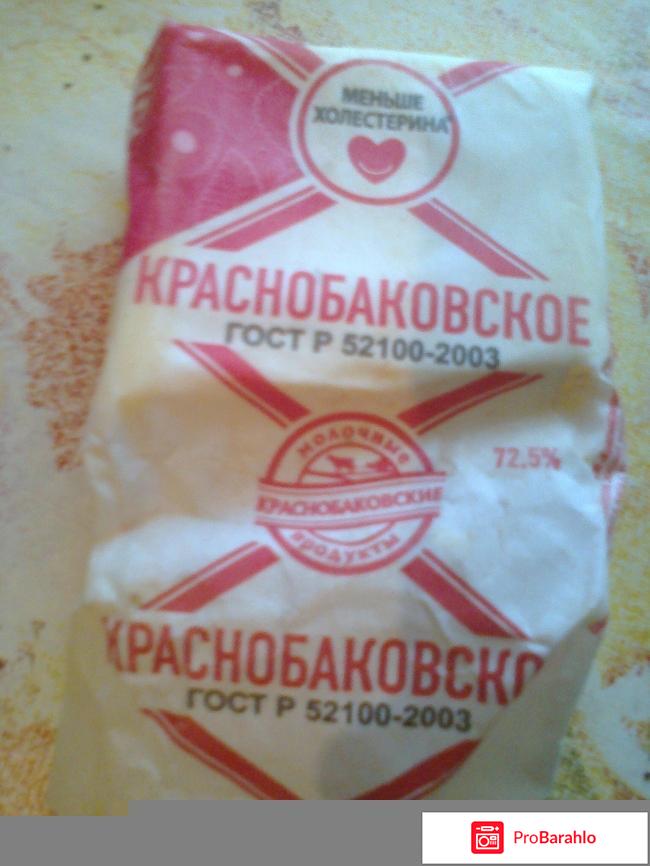 МЕНЬШЕ
ХОЛЕСТЕРИНА*
КРАСНОБАКОВСКОЕ
ГОСТ Р 52100-2003
МОЛОЧНЫЕ
72,5%
КРАСНОБАКОВСКИЕ
ПРОДУКТЫ
КРАСНОБАКОВСКО
ГОСТ Р 52100-2003
ProBarahlo